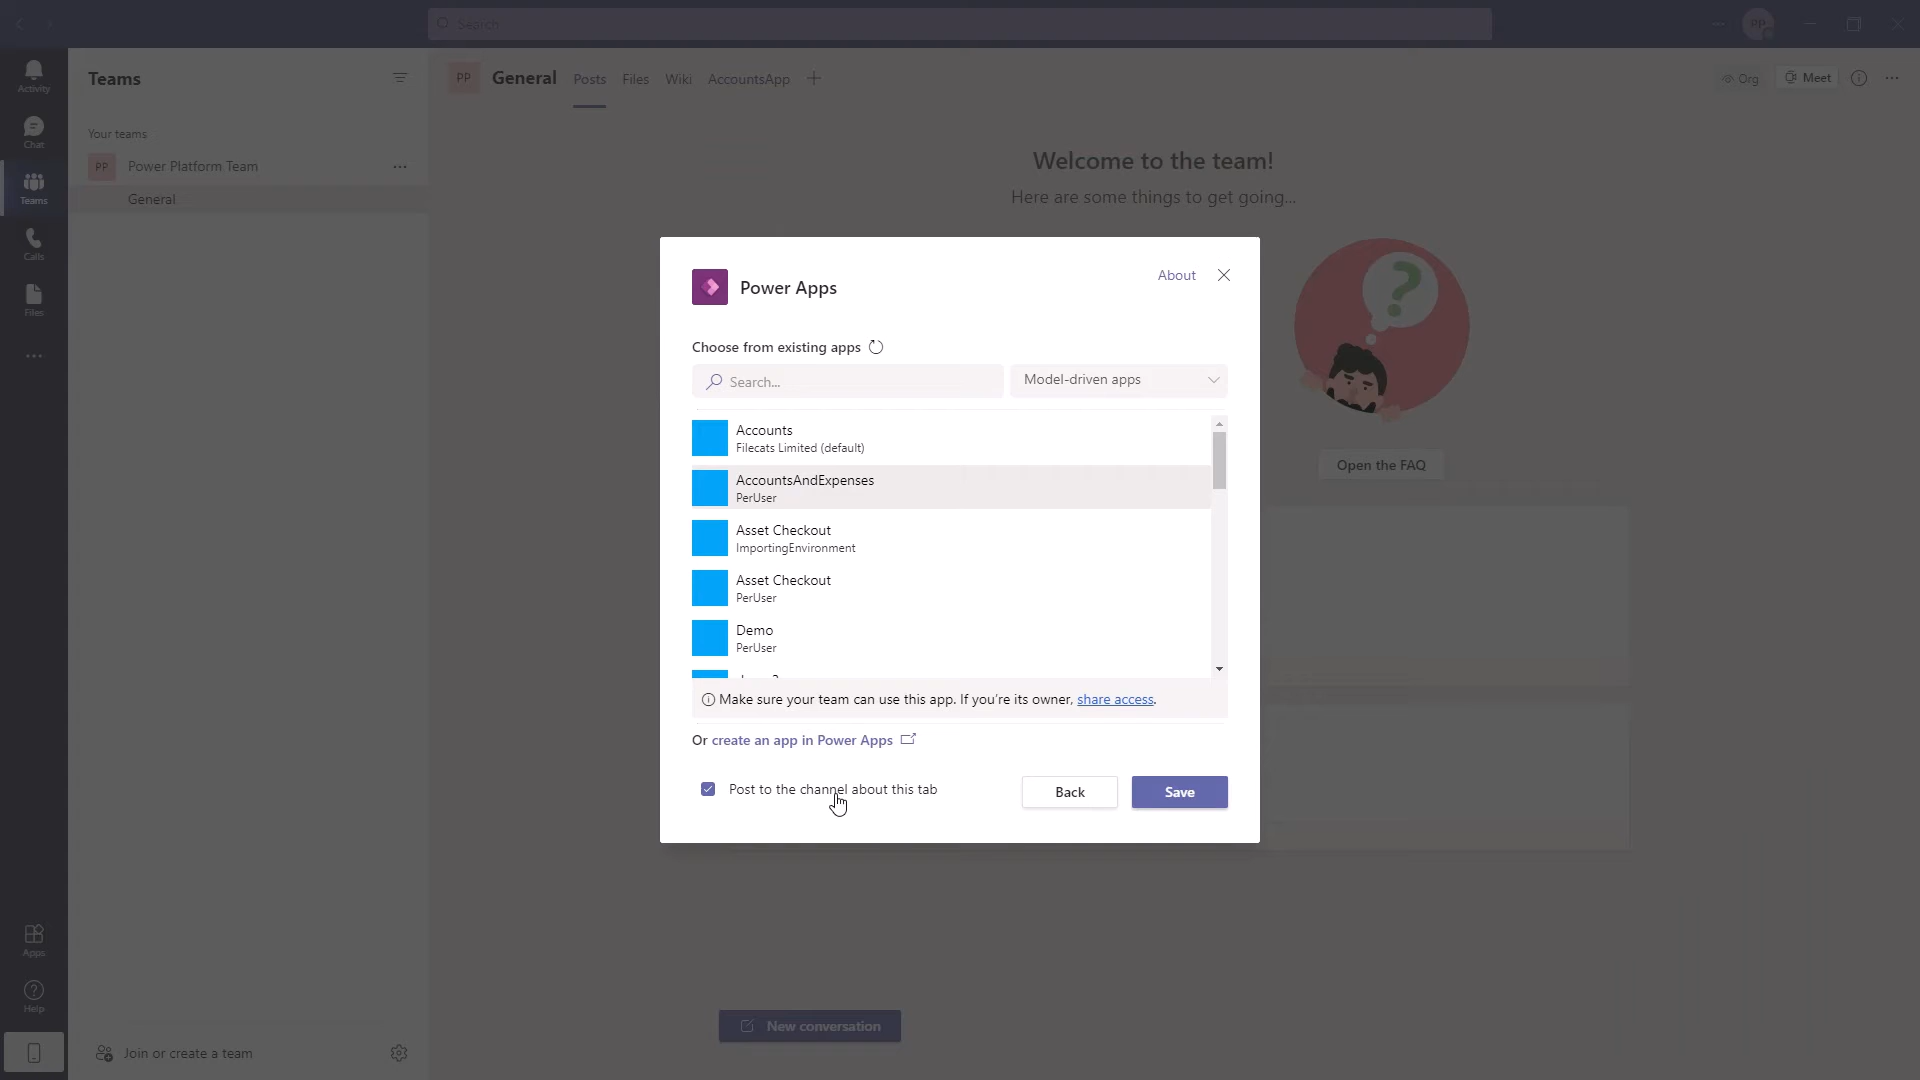 Search
PP
Activity
Chat
Teams
Calls
Files
Apps
Help
Teams
Your teams
PP Power Platform Team
General
Join or create a team
PP General Posts Files Wiki AccountsApp
Org Meet
Welcome to the team!
Here are some things to get going...
Open the FAQ
New conversation
Power Apps
About
Choose from existing apps
Search...
Model-driven apps
Accounts
Filecats Limited (default)
AccountsAndExpenses
PerUser
Asset Checkout
ImportingEnvironment
Asset Checkout
PerUser
Demo
PerUser
Make sure your team can use this app. If you're its owner, share access.
Or create an app in Power Apps
Post to the channel about this tab
Back
Save